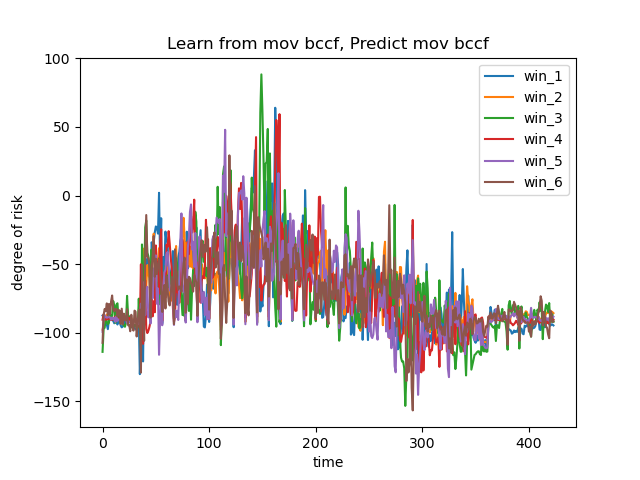 Learn from mov bccf, Predict mov bccf
degree of risk
100
50
0
−50
−100
−150
0
100
200
300
400
time
win_1
win_2
win_3
win_4
win_5
win_6